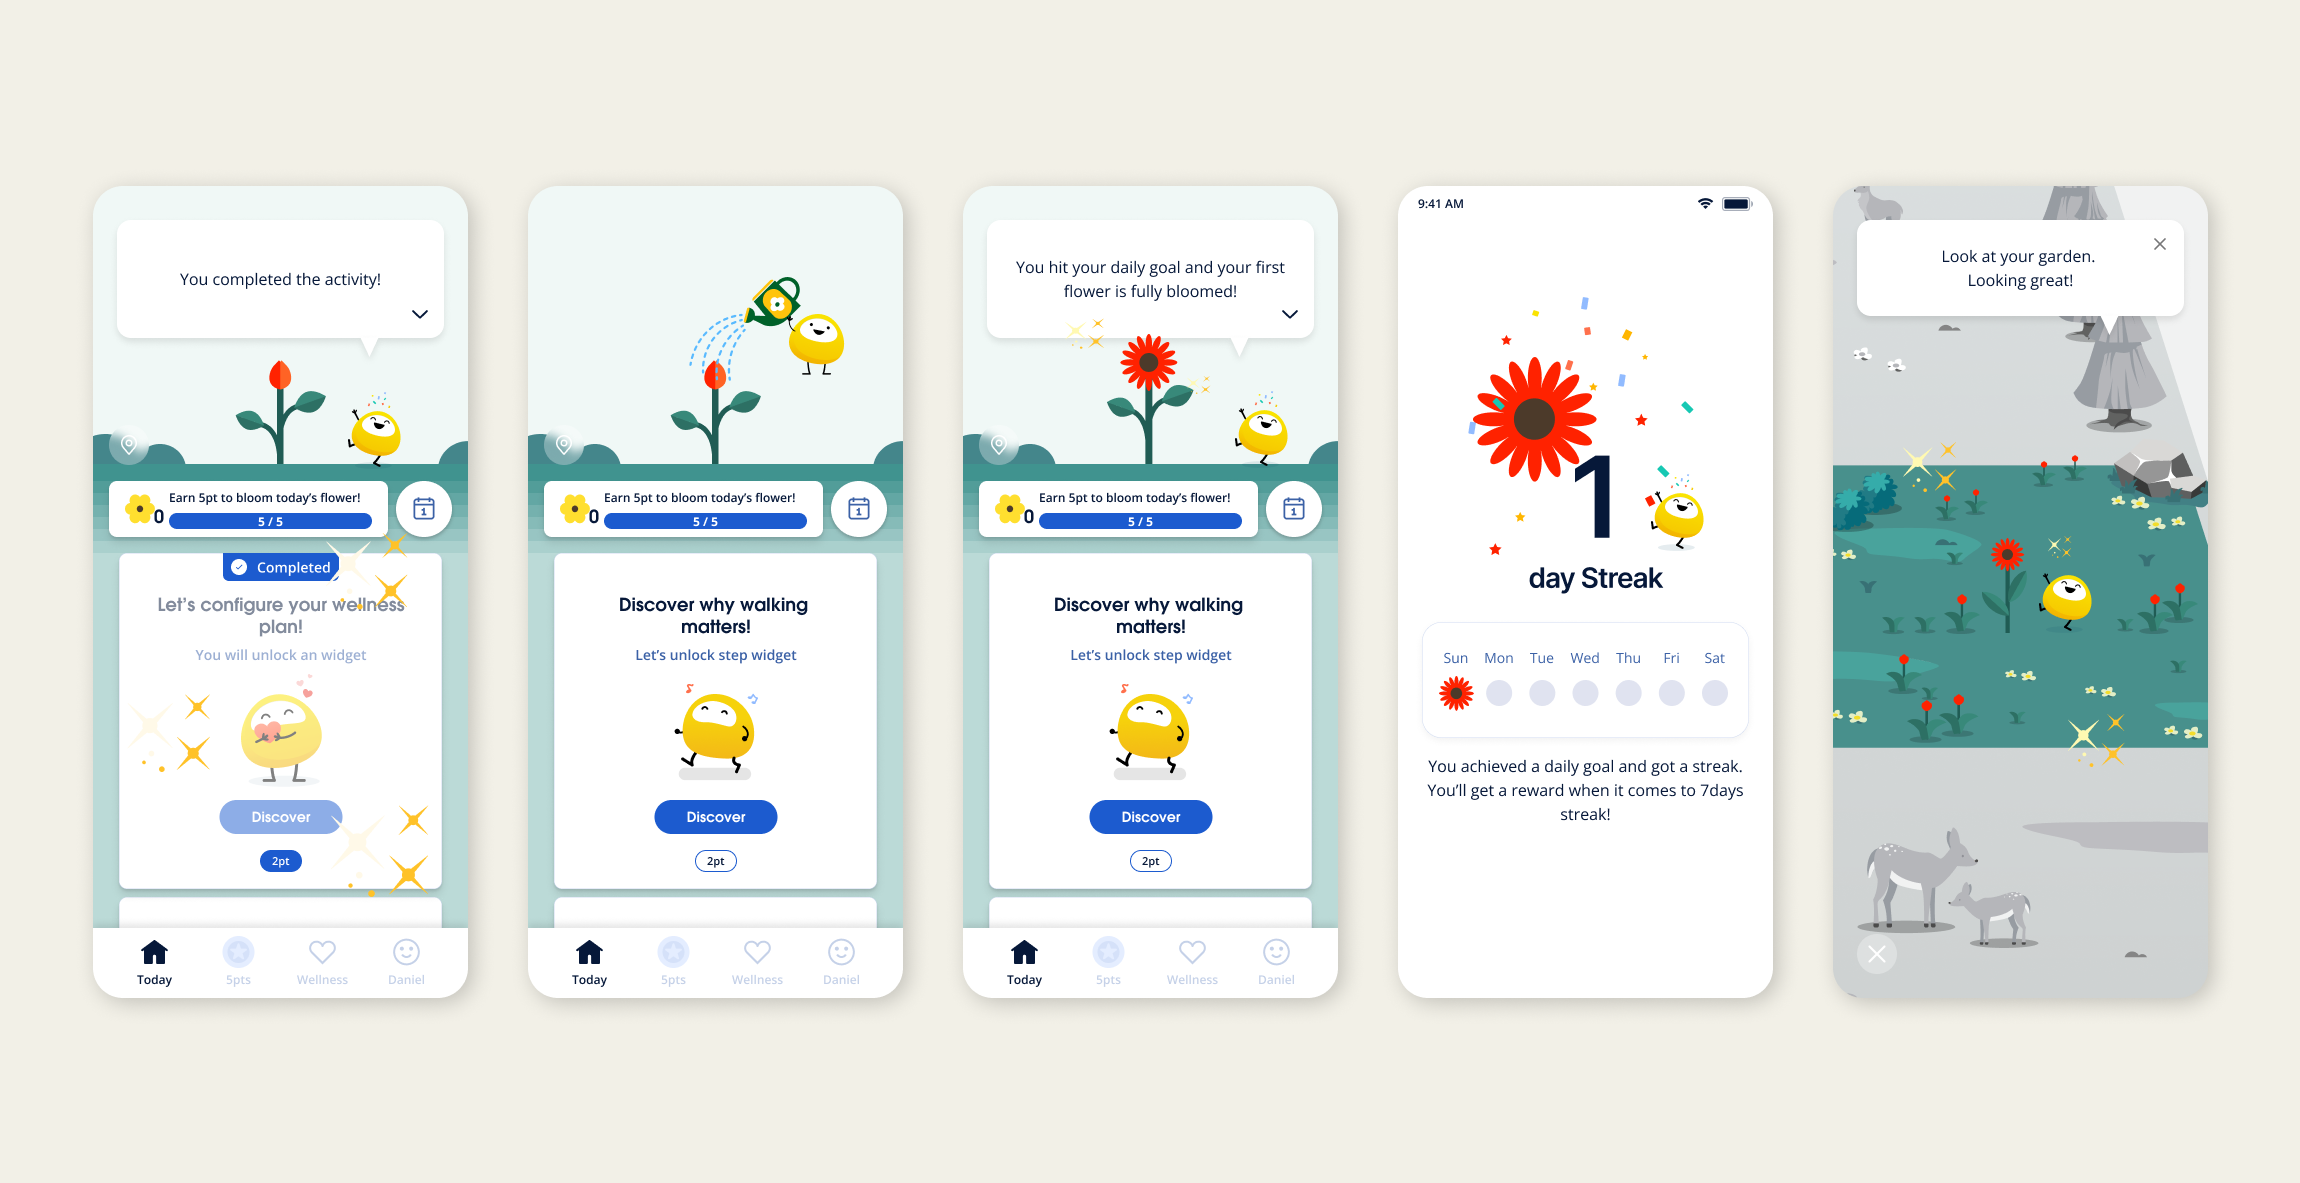 You completed the activity!
0
Earn 5pt to bloom today's flower!
5 / 5
1
Completed
Let's configure your wellness
plan!
You will unlock an widget
Discover
2pt
Today
5pts
Wellness
Daniel
Earn 5pt to bloom today's flower!
0
5 / 5
1
Discover why walking
matters!
Let's unlock step widget
Discover
2pt
Today
5pts
Wellness
Daniel
You hit your daily goal and your first
flower is fully bloomed!
Earn 5pt to bloom today's flower!
0
5 / 5
1
Discover why walking
matters!
Let's unlock step widget
Discover
2pt
Today
5pts
Wellness
Daniel
9:41 AM
1
day Streak
Sun Mon Tue Wed Thu Fri Sat
You achieved a daily goal and got a streak.
You'll get a reward when it comes to 7days
streak!
Look at your garden.
Looking great!